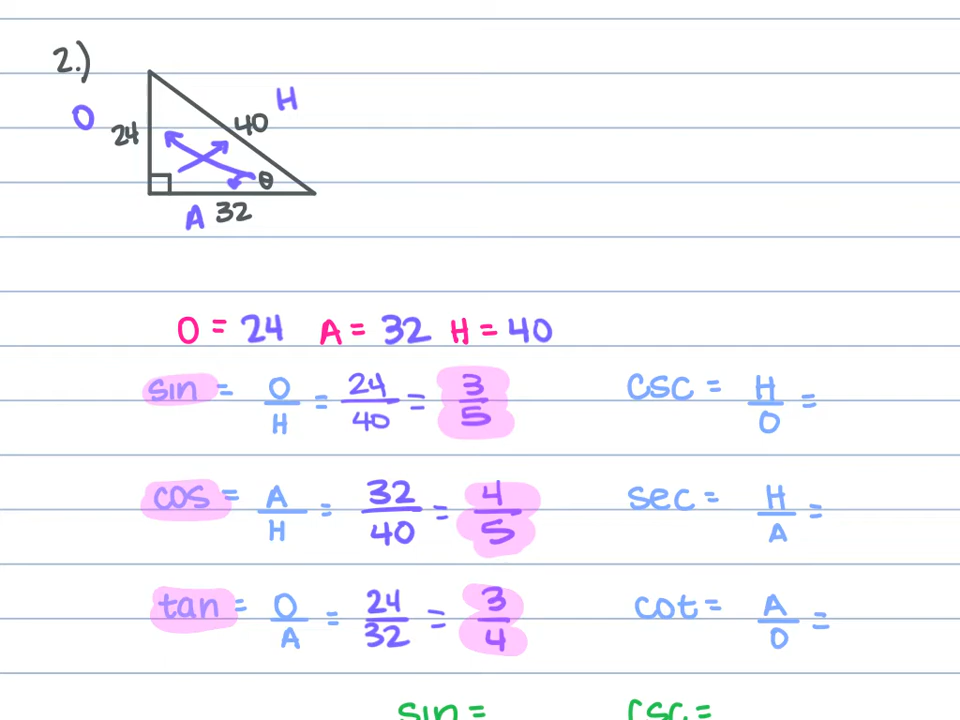 2.)
O
24
40
H
θ
A
32
O = 24 A = 32 H = 40
sin = O/H = 24/40 = 3/5 csc = H/O =
cos = A/H = 32/40 = 4/5 sec = H/A =
tan = O/A = 24/32 = 3/4 cot = A/O =
sin = csc =